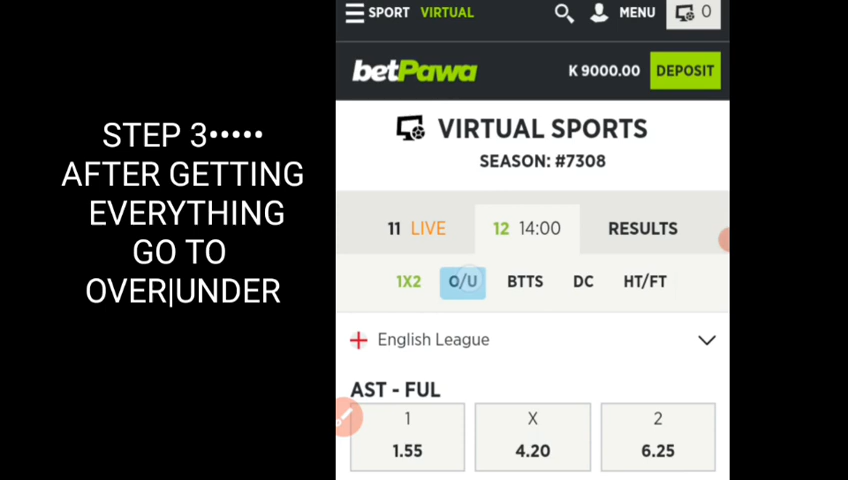 SPORT VIRTUAL MENU 0
betPawa K 9000.00 DEPOSIT
VIRTUAL SPORTS
SEASON: #7308
STEP 3•••••
AFTER GETTING
EVERYTHING
GO TO
OVER|UNDER
11 LIVE 12 14:00 RESULTS
1X2 O/U BTTS DC HT/FT
English League
AST - FUL
1 X 2
1.55 4.20 6.25